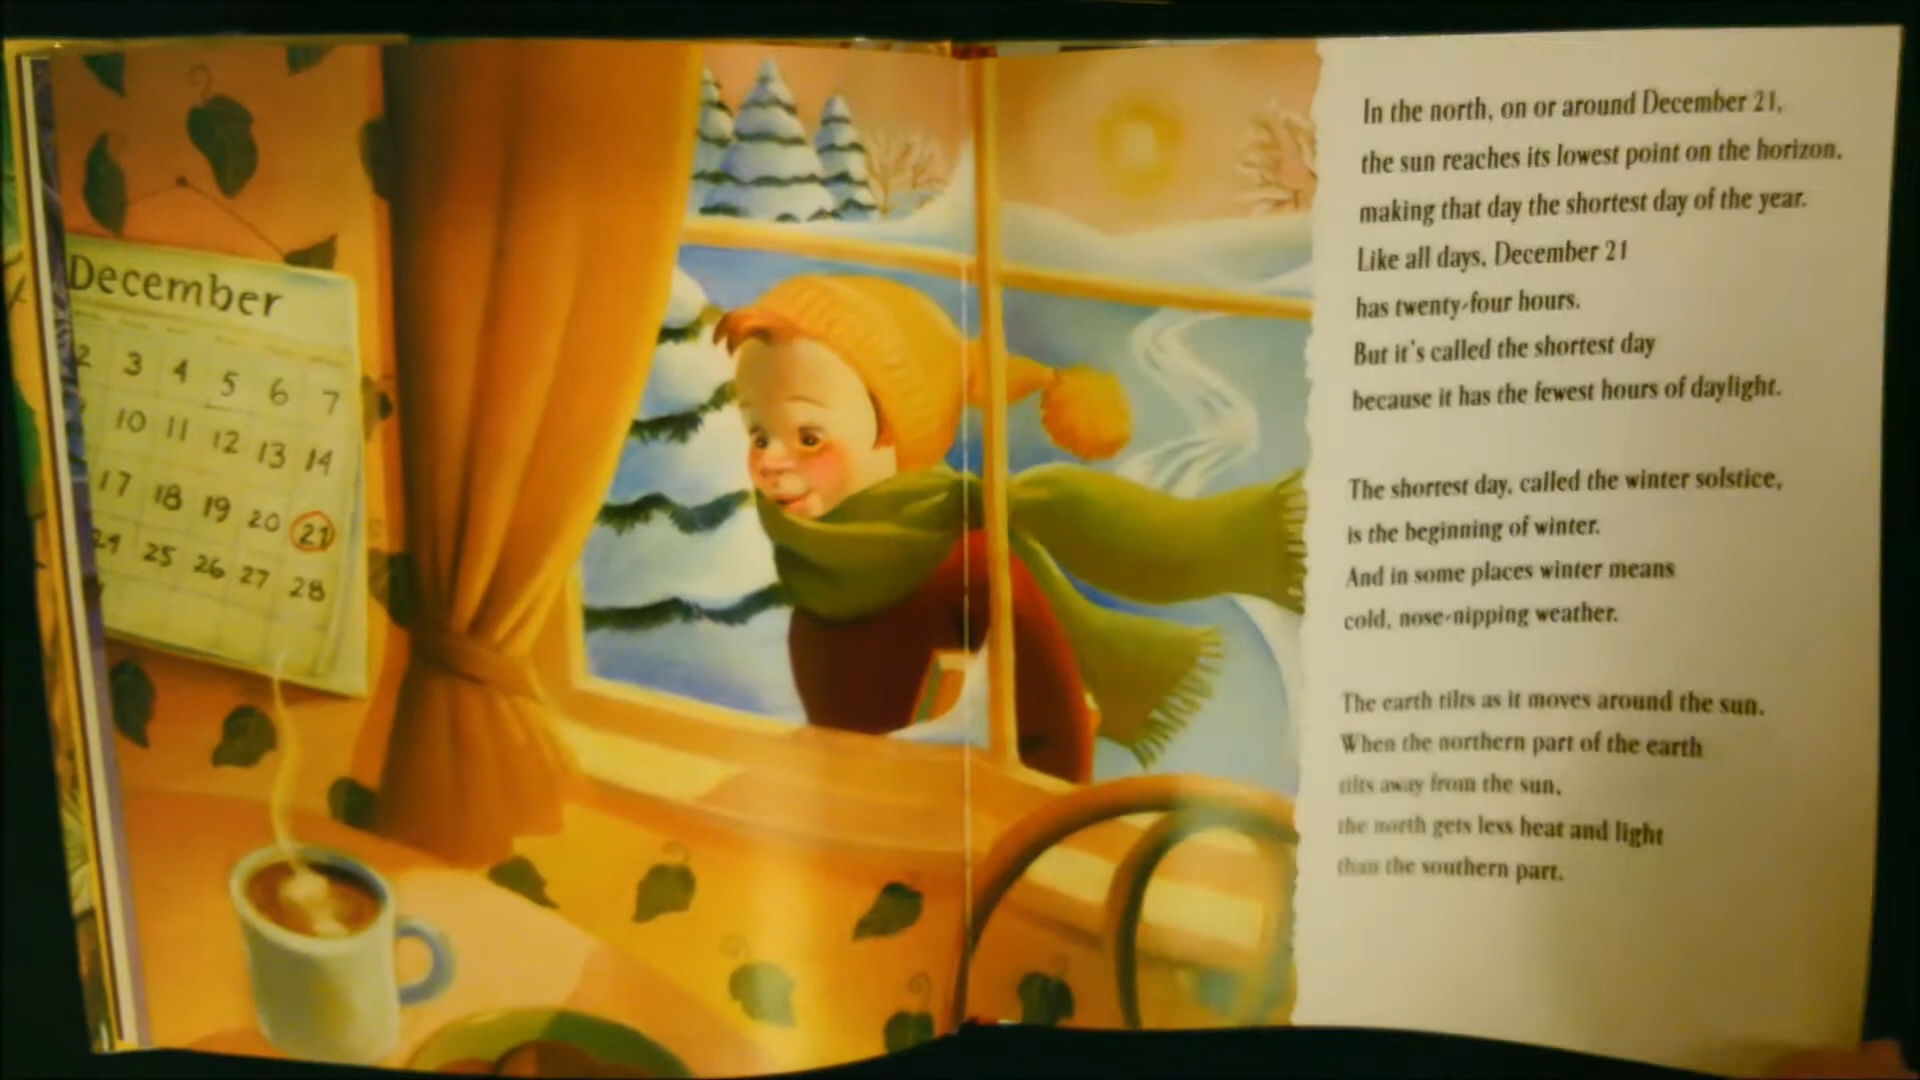 December
2 3 4 5 6 7
10 11 12 13 14
17 18 19 20 21
24 25 26 27 28
In the north, on or around December 21,
the sun reaches its lowest point on the horizon,
making that day the shortest day of the year.
Like all days, December 21
has twenty-four hours.
But it's called the shortest day
because it has the fewest hours of daylight.
The shortest day, called the winter solstice,
is the beginning of winter.
And in some places winter means
cold, nose-nipping weather.
The earth tilts as it moves around the sun.
When the northern part of the earth
tilts away from the sun,
the north gets less heat and light
than the southern part.